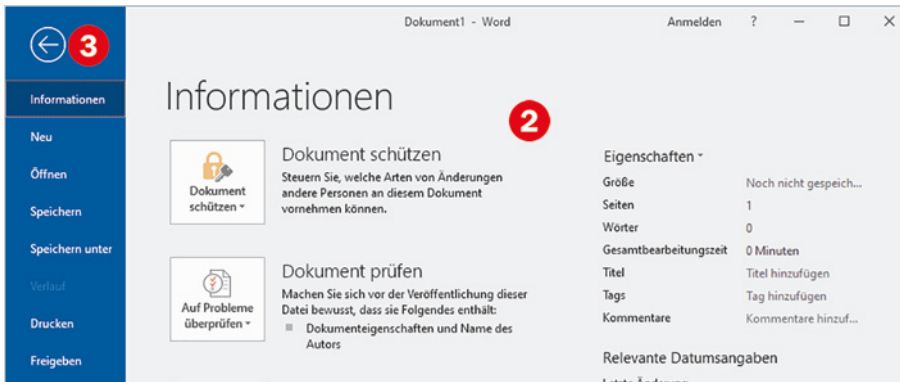 Dokument1 - Word
Anmelden ?
3
Informationen
Neu
Öffnen
Speichern
Speichern unter
Verlauf
Drucken
Freigeben
Informationen
2
Dokument schützen
Dokument schützen
Steuern Sie, welche Arten von Änderungen
andere Personen an diesem Dokument
vornehmen können.
Auf Probleme
überprüfen
Dokument prüfen
Machen Sie sich vor der Veröffentlichung dieser
Datei bewusst, dass sie Folgendes enthält:
Dokumenteigenschaften und Name des
Autors
Eigenschaften
Größe Noch nicht gespeich...
Seiten 1
Wörter 0
Gesamtbearbeitungszeit 0 Minuten
Titel Titel hinzufügen
Tags Tag hinzufügen
Kommentare Kommentare hinzuf...
Relevante Datumsangaben
Letzte Änderung